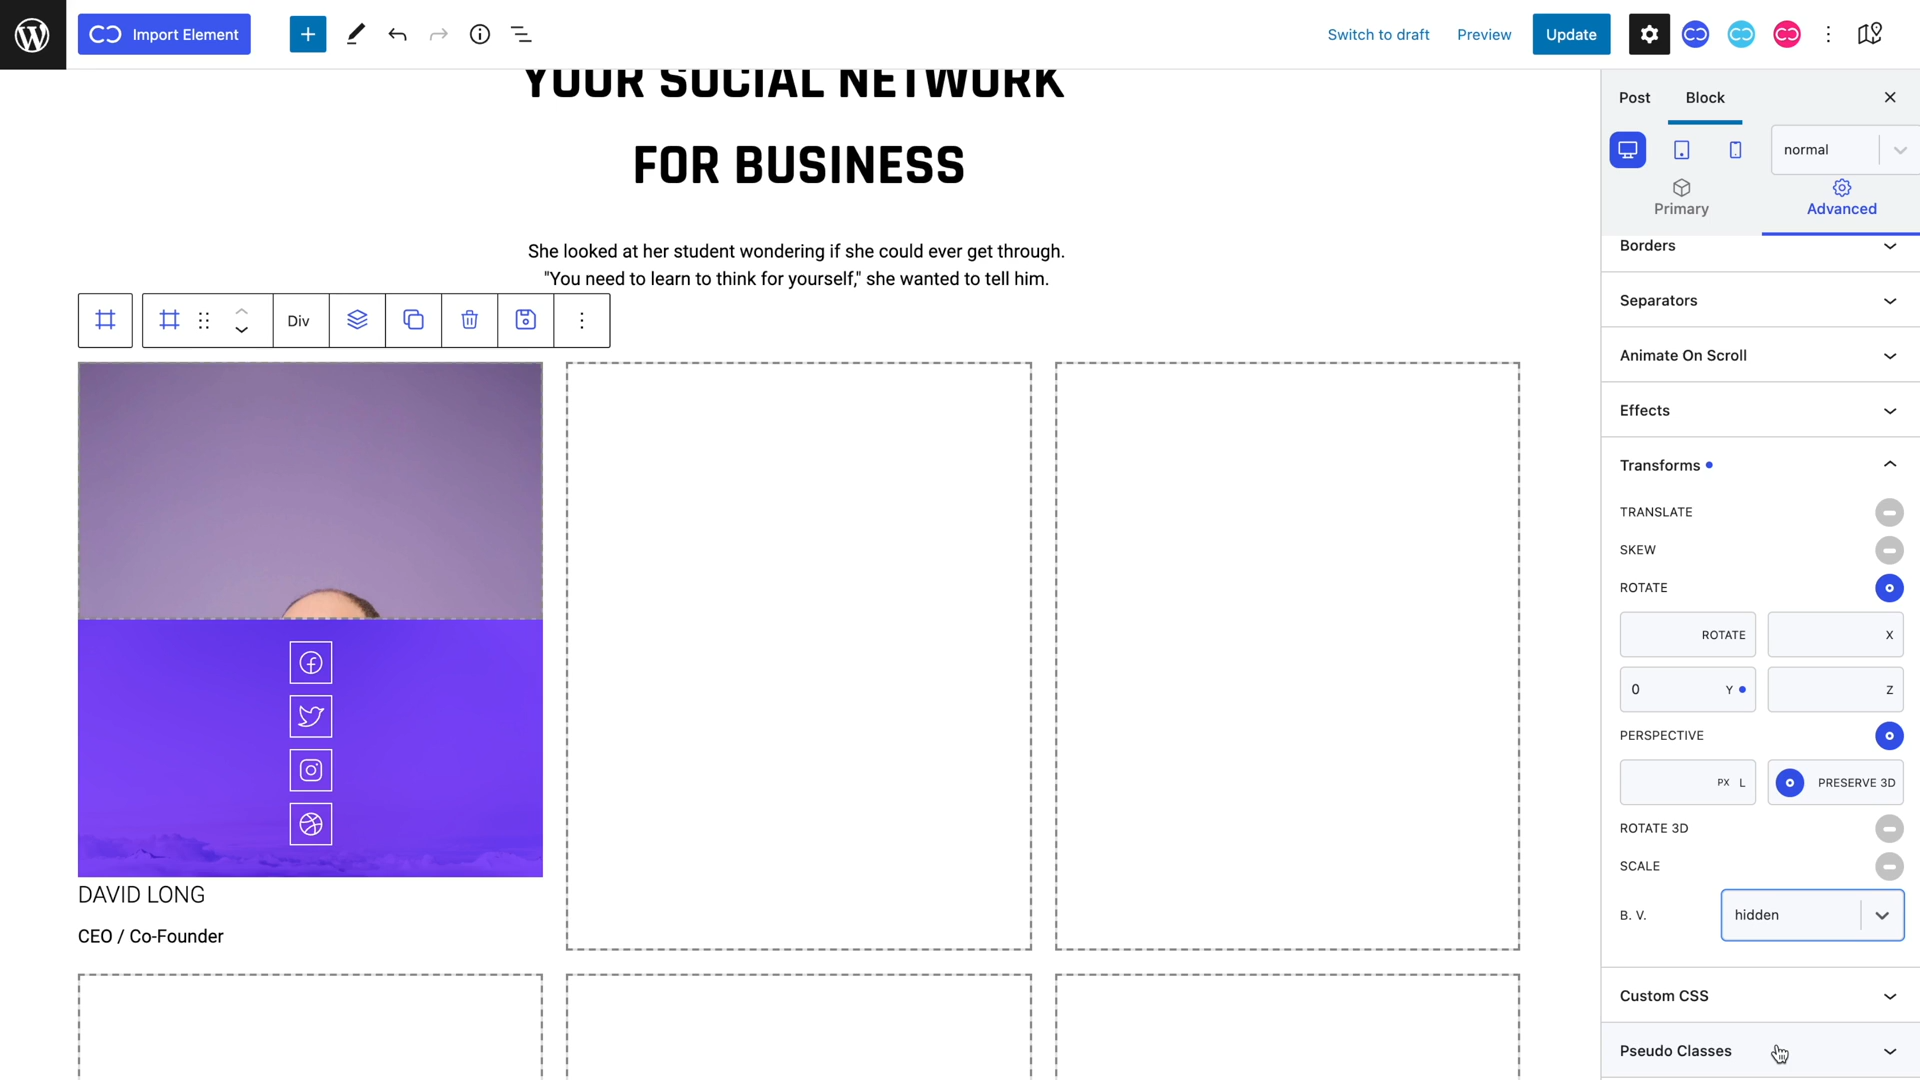 Import Element
Switch to draft
Preview
Update
YOUR SOCIAL NETWORK
FOR BUSINESS
She looked at her student wondering if she could ever get through.
"You need to learn to think for yourself," she wanted to tell him.
Div
DAVID LONG
CEO / Co-Founder
Post
Block
normal
Primary
Advanced
Borders
Separators
Animate On Scroll
Effects
Transforms
TRANSLATE
SKEW
ROTATE
ROTATE
X
0 Y
Z
PERSPECTIVE
PX L
PRESERVE 3D
ROTATE 3D
SCALE
B. V.
hidden
Custom CSS
Pseudo Classes